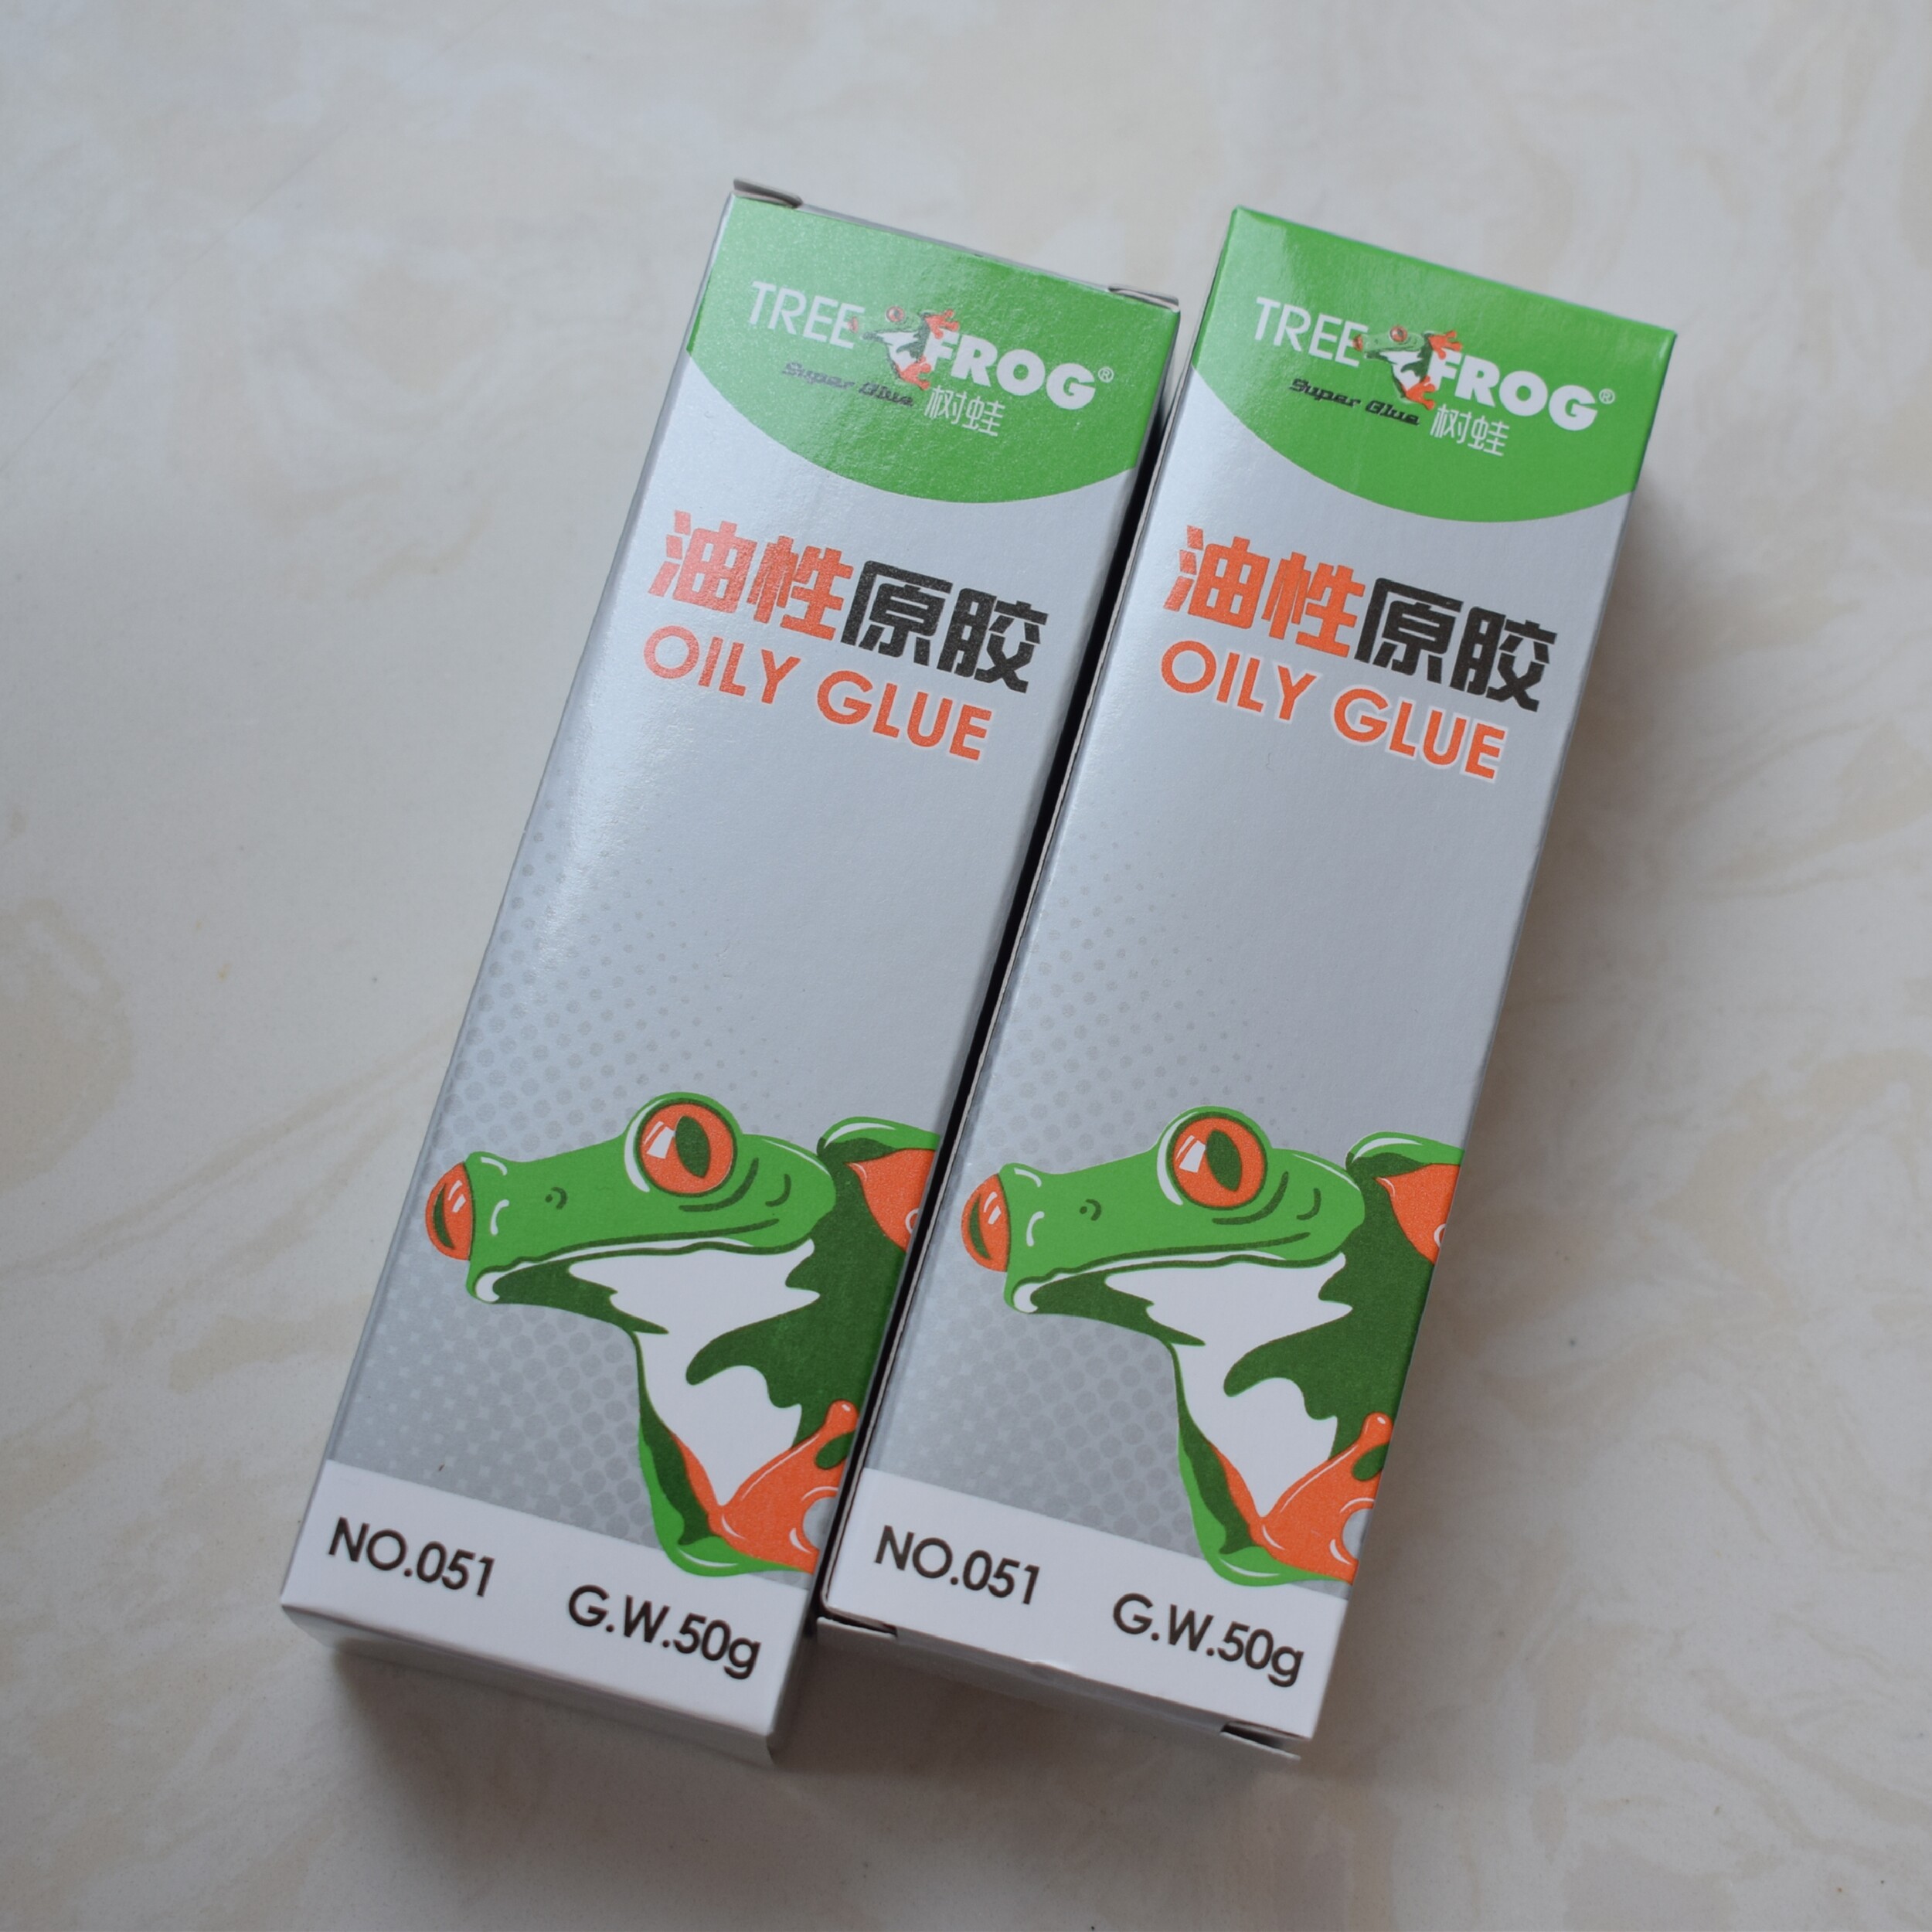 TREE FROG®
Super Glue 树蛙
油性原胶
OILY GLUE
NO.051 G.W.50g
TREE FROG®
Super Glue 树蛙
油性原胶
OILY GLUE
NO.051 G.W.50g